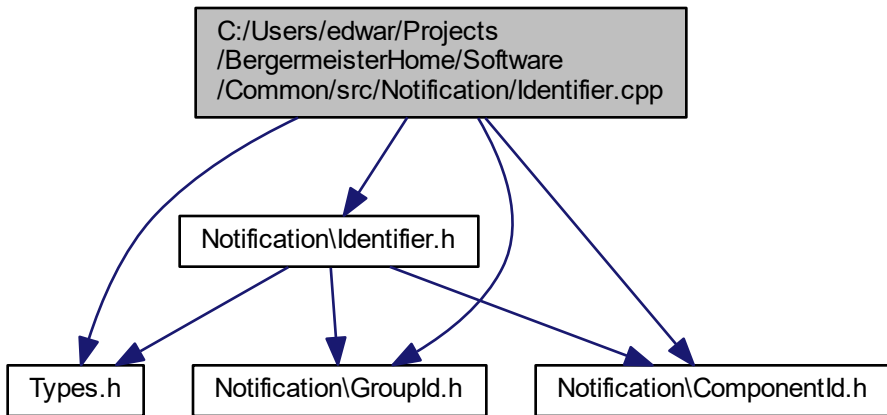 C:/Users/edwar/Projects
/BergermeisterHome/Software
/Common/src/Notification/Identifier.cpp
Notification\Identifier.h
Types.h
Notification\GroupId.h
Notification\ComponentId.h